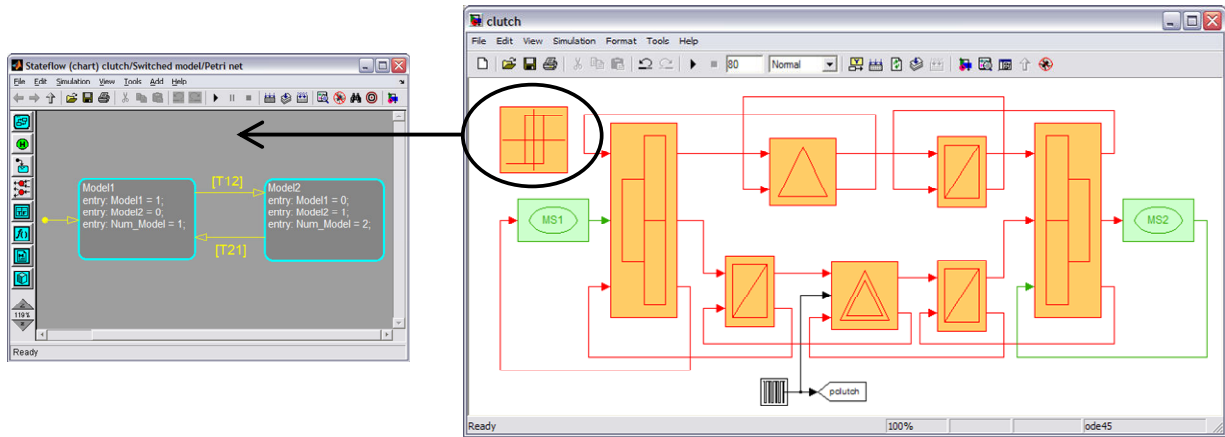 Stateflow (chart) clutch/Switched model/Petri net
File Edit Simulation View Tools Add Help
Model1
entry: Model1 = 1;
entry: Model2 = 0;
entry: Num_Model = 1;
[T12]
[T21]
Model2
entry: Model1 = 0;
entry: Model2 = 1;
entry: Num_Model = 2;
119%
Ready
clutch
File Edit View Simulation Format Tools Help
80 Normal
MS1
MS2
pclutch
Ready 100% ode45